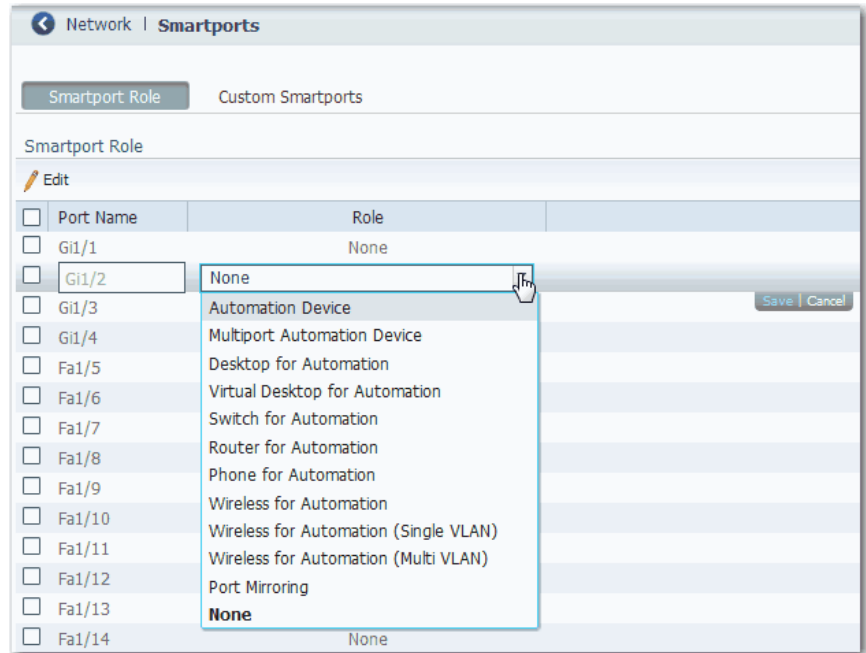 Network | Smartports
Smartport Role Custom Smartports
Smartport Role
Edit
Port Name Role
Gi1/1 None
Gi1/2 None
Gi1/3 Save | Cancel
Gi1/4
Fa1/5
Fa1/6
Fa1/7
Fa1/8
Fa1/9
Fa1/10
Fa1/11
Fa1/12
Fa1/13
Fa1/14 None
Automation Device
Multiport Automation Device
Desktop for Automation
Virtual Desktop for Automation
Switch for Automation
Router for Automation
Phone for Automation
Wireless for Automation
Wireless for Automation (Single VLAN)
Wireless for Automation (Multi VLAN)
Port Mirroring
None